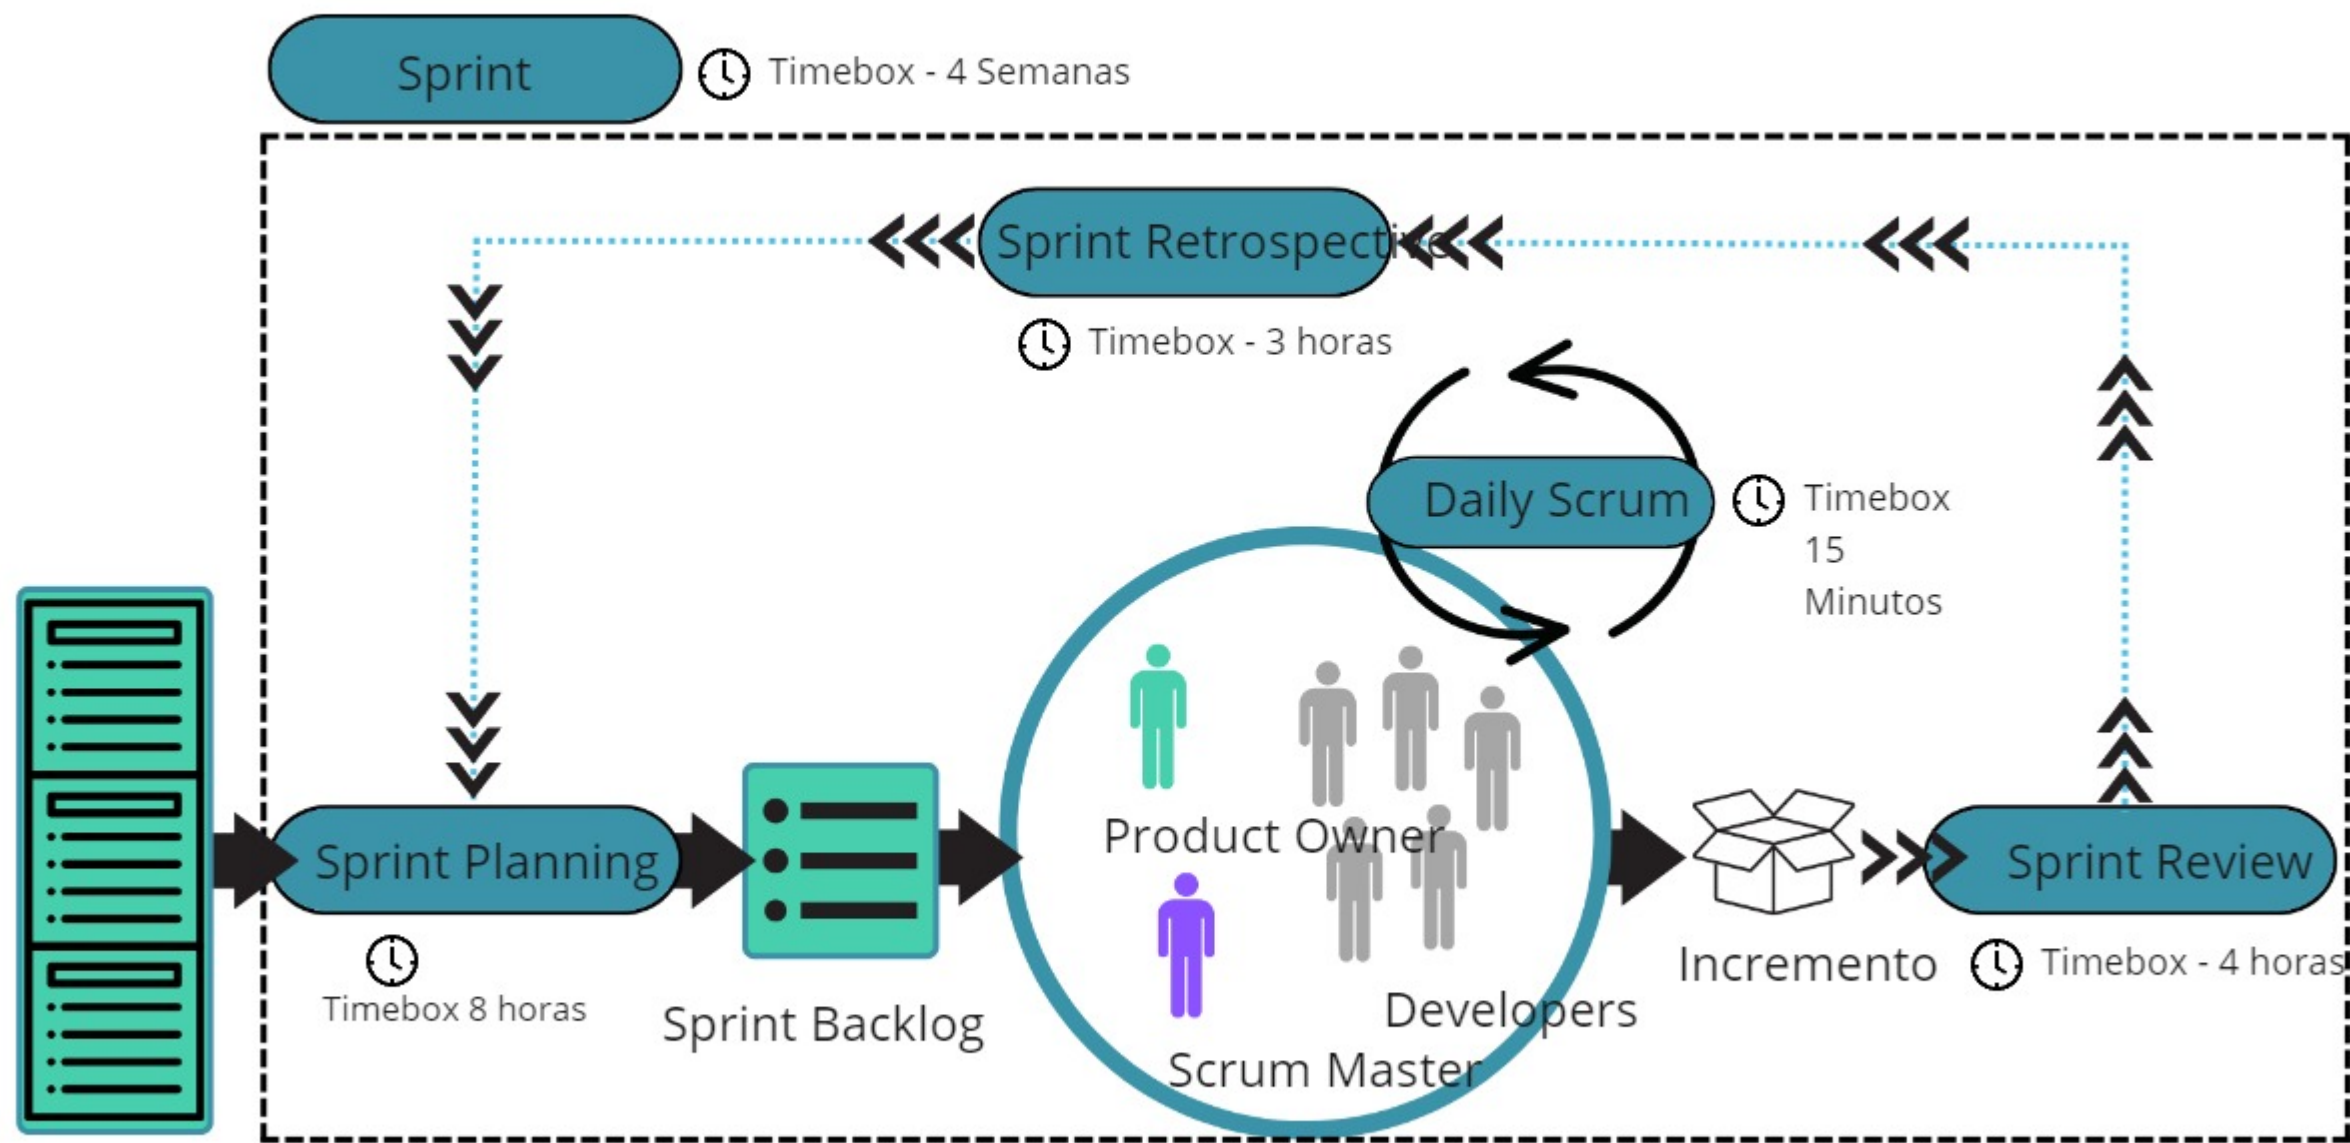 Sprint
Timebox - 4 Semanas
Sprint Retrospective
Timebox - 3 horas
Daily Scrum
Timebox
15
Minutos
Product Owner
Sprint Planning
Sprint Review
Timebox 8 horas
Sprint Backlog
Developers
Scrum Master
Incremento
Timebox - 4 horas